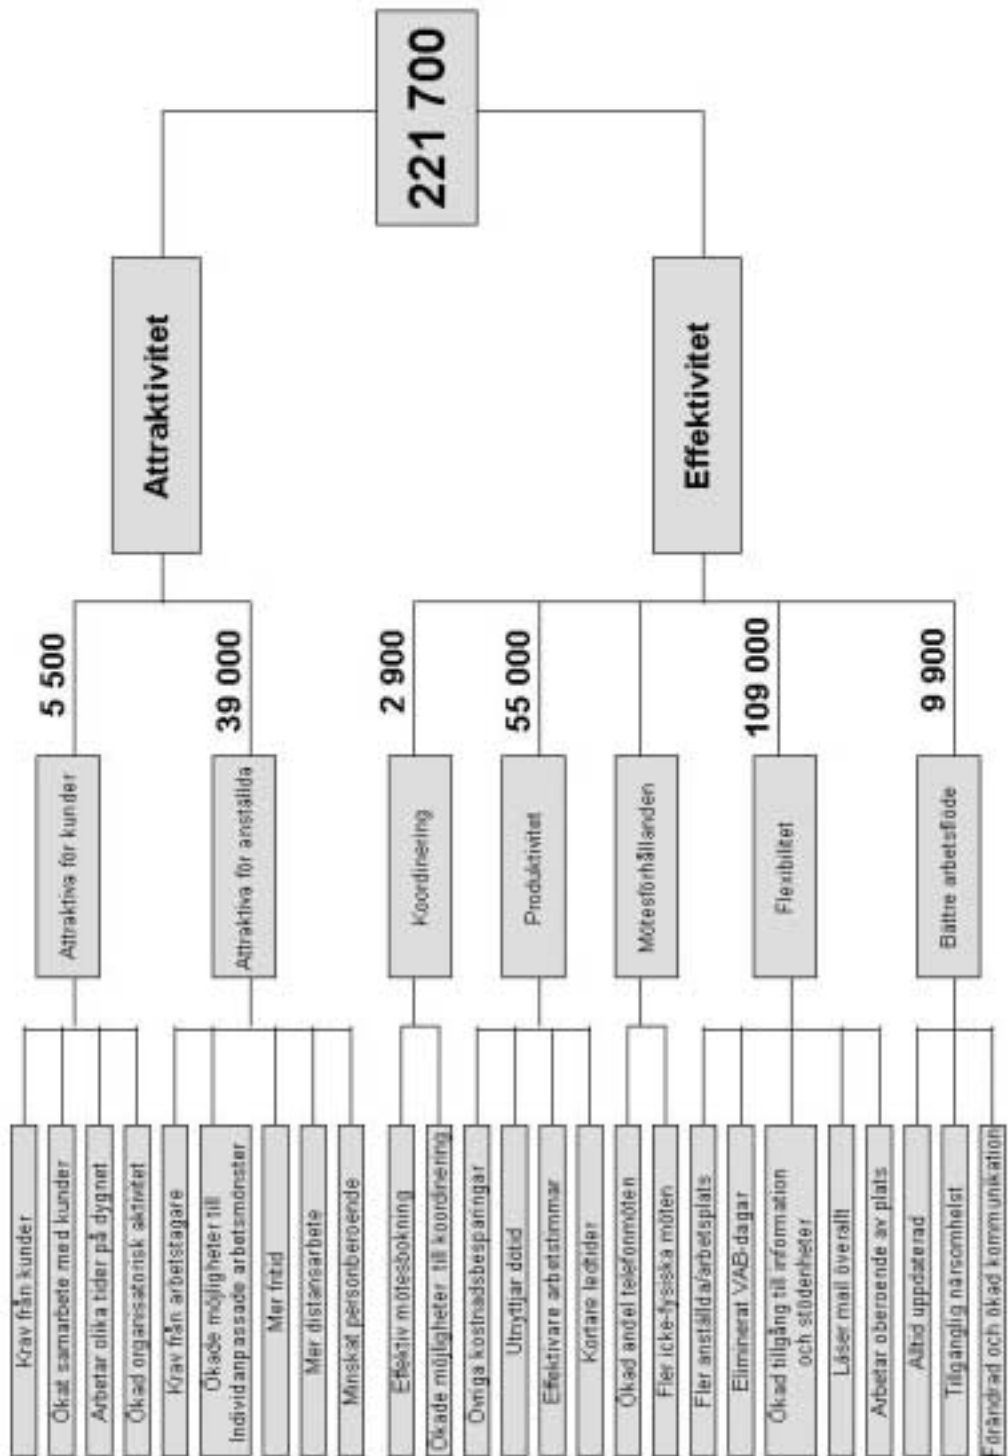 221 700
Attraktivitet
Effektivitet
5 500
39 000
2 900
55 000
109 000
9 900
Attraktiva för kunder
Attraktiva för anställda
Koordinering
Produktivitet
Mötesförhållanden
Flexibilitet
Bättre arbetsflöde
Krav från kunder
Ökat samarbete med kunder
Arbetar olika tider på dygnet
Ökad organisatorisk aktivitet
Krav från arbetstagare
Ökade möjligheter till
Individanpassade arbetsmönster
Mer fritid
Mer distansarbete
Minskat personberoende
Effektiv mötesbokning
Ökade möjligheter till koordinering
Övriga kostnadsbesparingar
Utnyttjar dötid
Effektivare arbetstimmar
Kortare ledtider
Ökad andel telefonmöten
Fler icke-fysiska möten
Fler anställda/arbetsplats
Eliminerat VAB-dagar
Ökad tillgång till information
och stödenheter
Läser mail överallt
Arbetar oberoende av plats
Alltid uppdaterad
Tillgänglig närsomhelst
Förändrad och ökad kommunikation